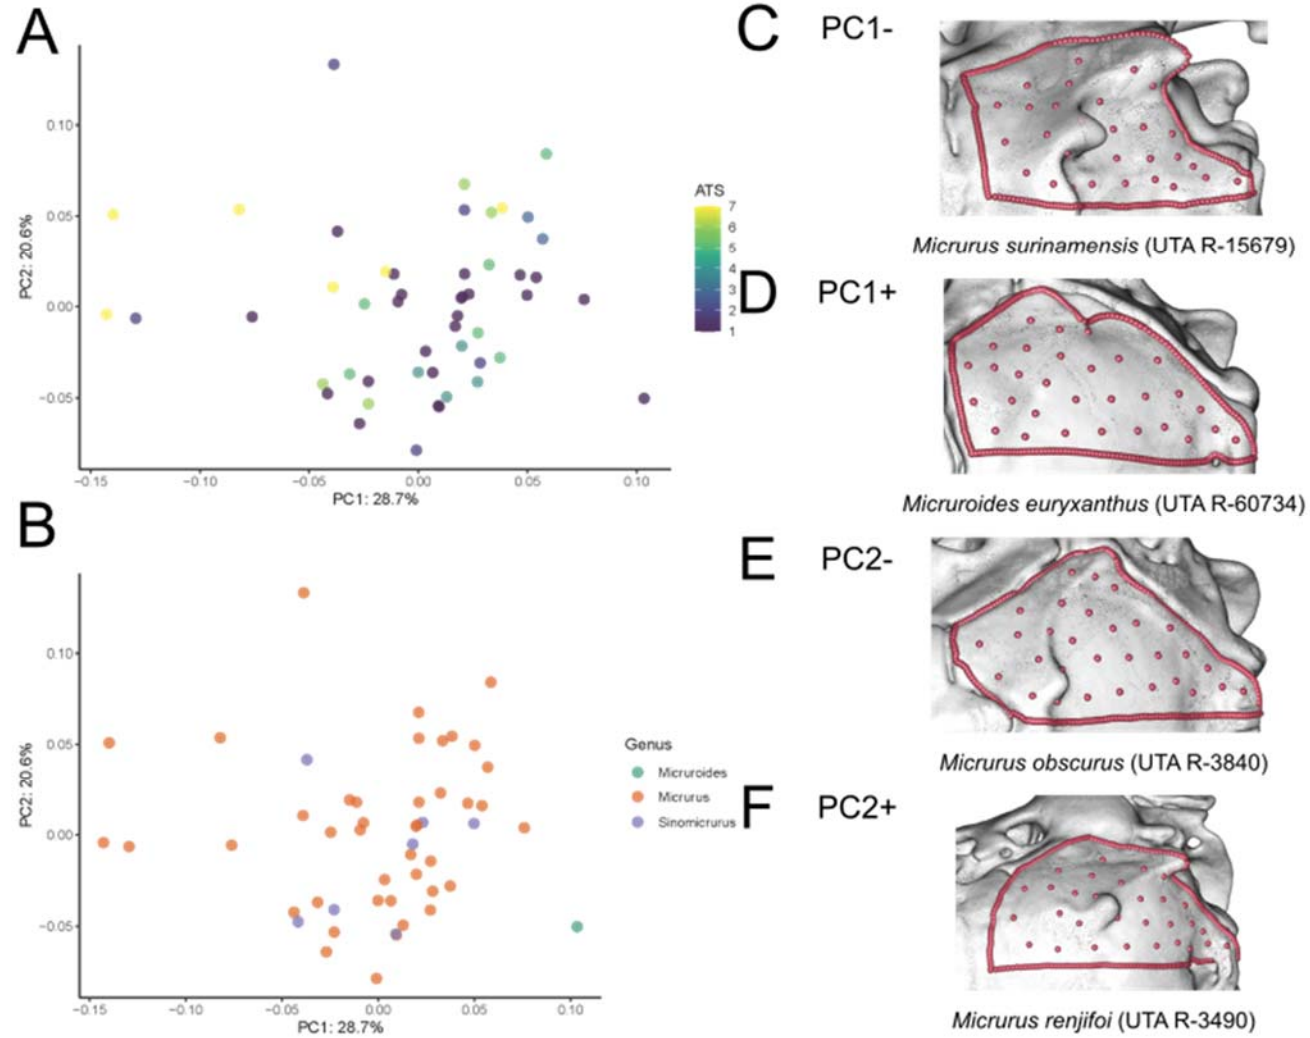 A
0.10
0.05
0.00
−0.05
PC2: 20.6%
−0.15
−0.10
−0.05
0.00
0.05
0.10
PC1: 28.7%
ATS
7
6
5
4
3
2
1
B
0.10
0.05
0.00
−0.05
PC2: 20.6%
−0.15
−0.10
−0.05
0.00
0.05
0.10
PC1: 28.7%
Genus
Micruroides
Micrurus
Sinomicrurus
C PC1-
Micrurus surinamensis (UTA R-15679)
D PC1+
Micruroides euryxanthus (UTA R-60734)
E PC2-
Micrurus obscurus (UTA R-3840)
F PC2+
Micrurus renjifoi (UTA R-3490)